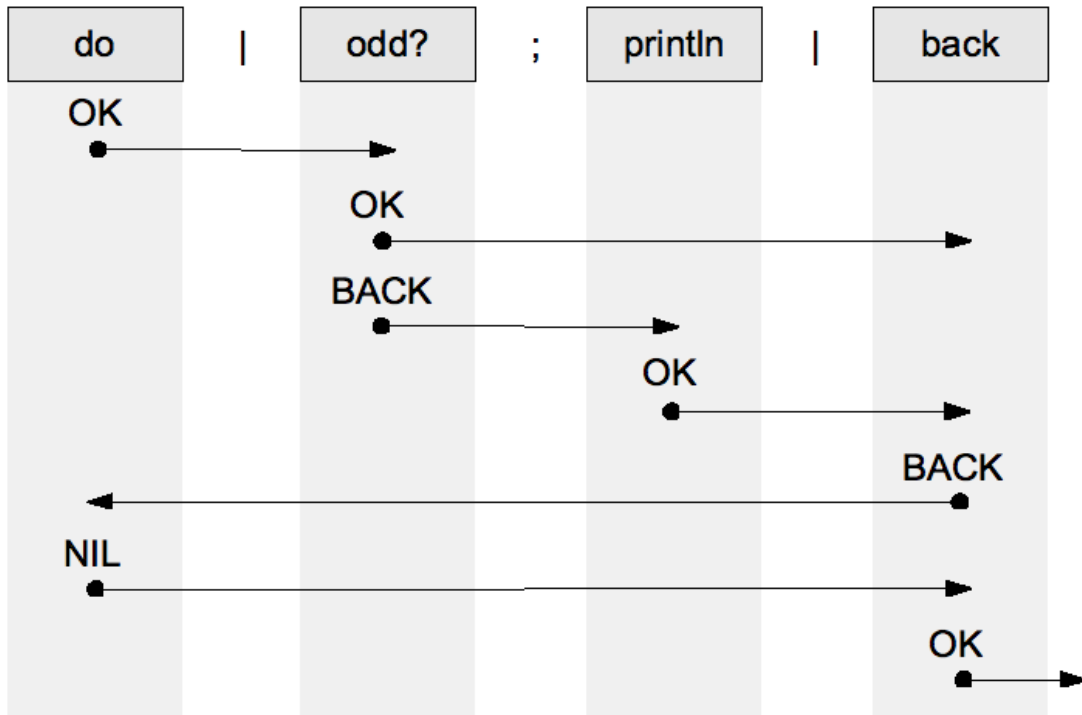 do | odd? ; println | back
OK
OK
BACK
OK
BACK
NIL
OK